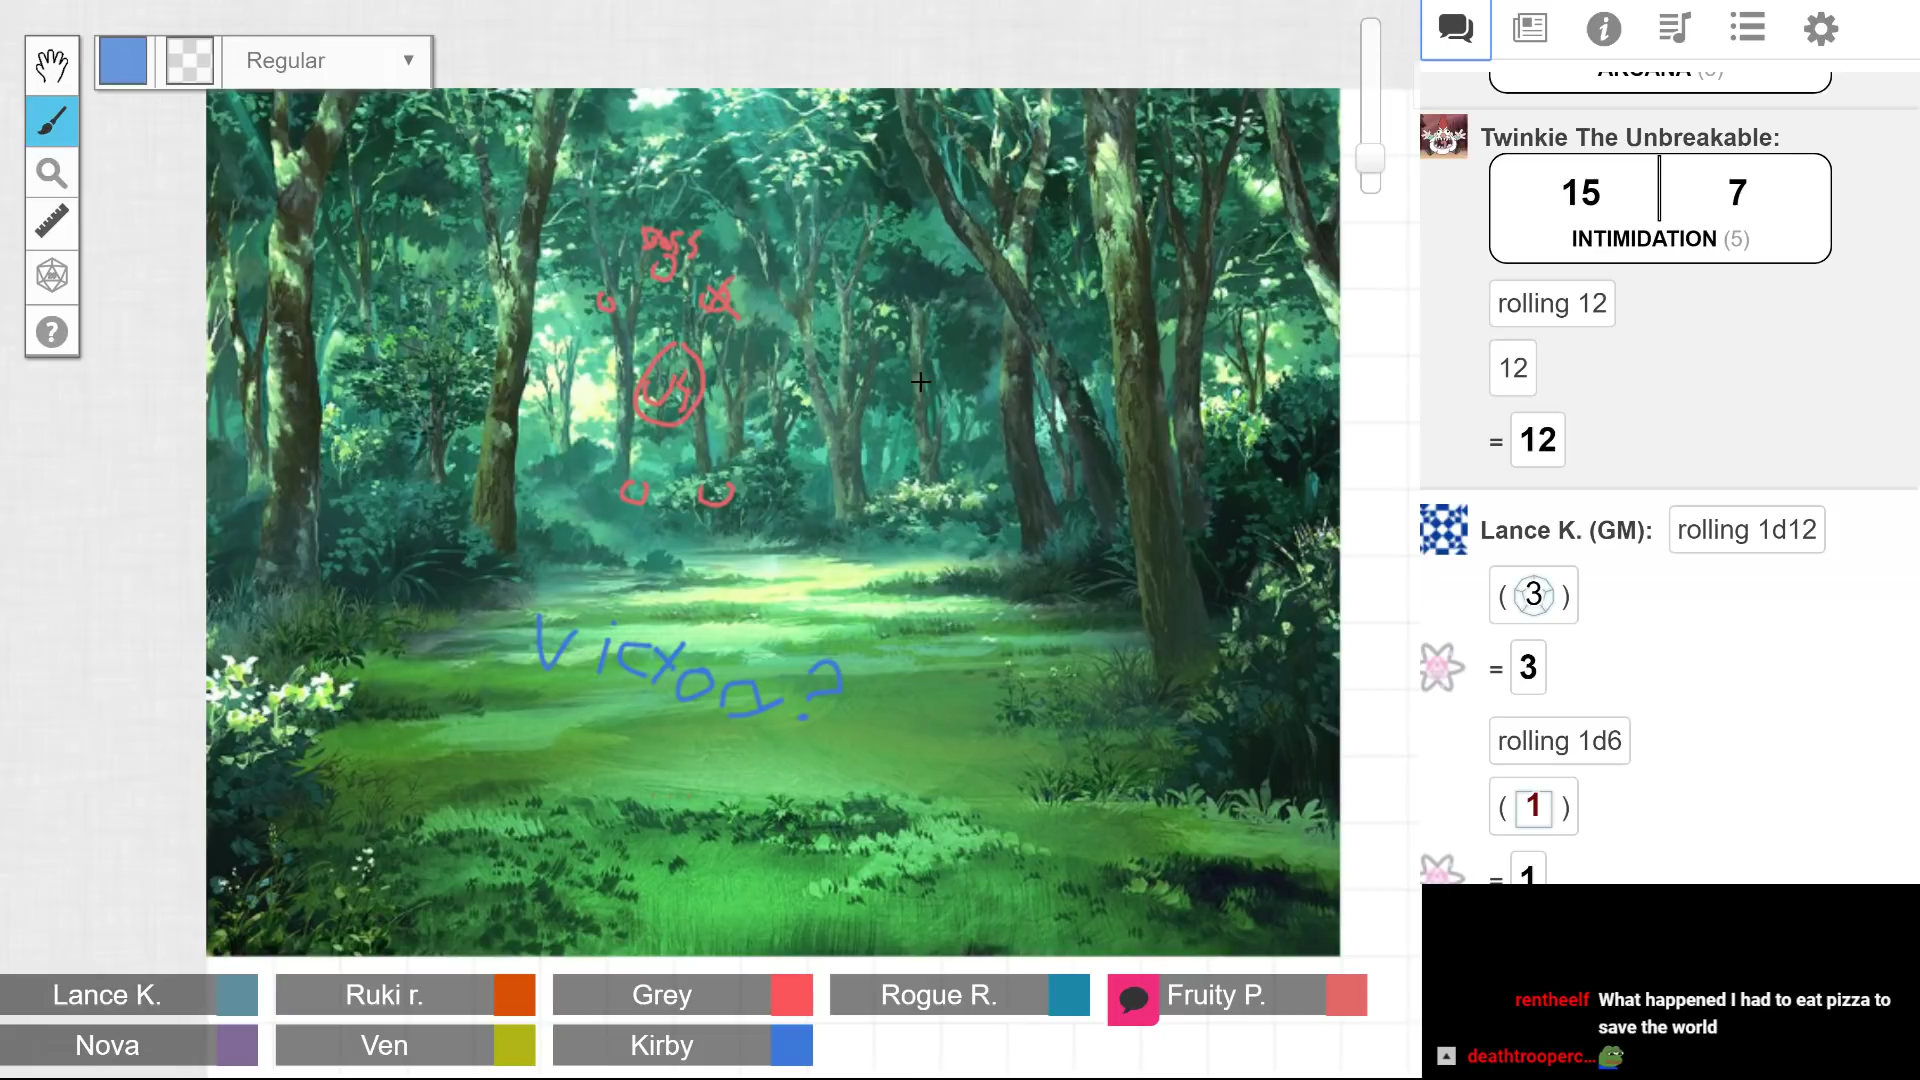 Regular
ARCANA (5)
Twinkie The Unbreakable:
15 7
INTIMIDATION (5)
rolling 12
12
= 12
Lance K. (GM): rolling 1d12
( 3 )
= 3
rolling 1d6
( 1 )
= 1
Boss
us
Victory?
Lance K.
Ruki r.
Grey
Rogue R.
Fruity P.
Nova
Ven
Kirby
rentheelf What happened I had to eat pizza to
save the world
deathtrooperc...